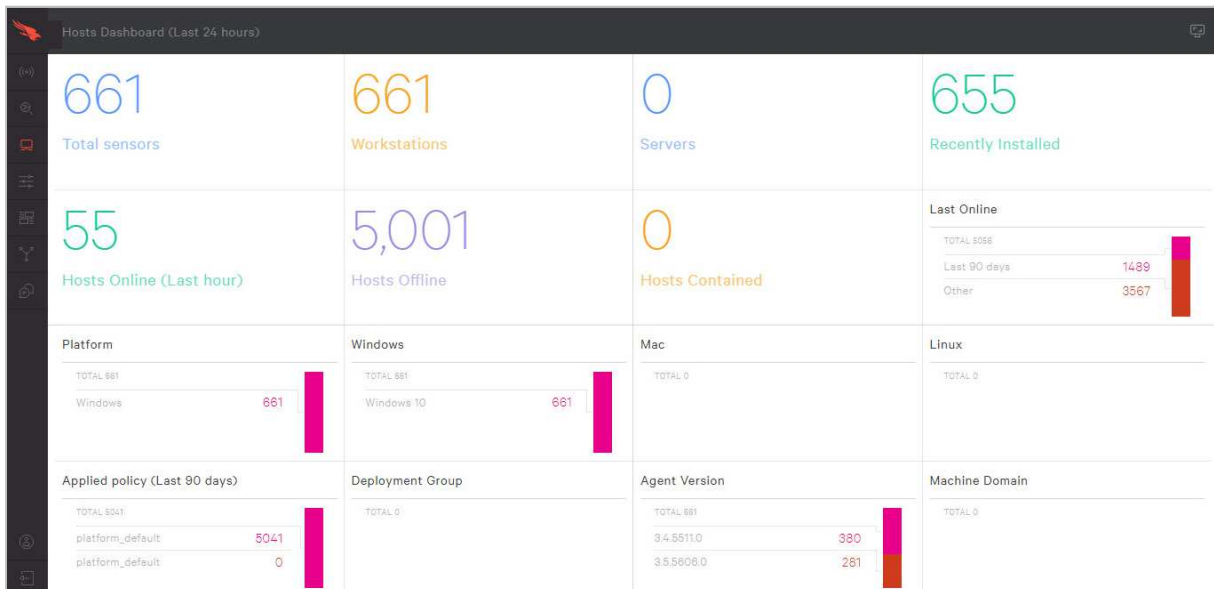 Hosts Dashboard (Last 24 hours)
661
Total sensors
661
Workstations
0
Servers
655
Recently Installed
55
Hosts Online (Last hour)
5,001
Hosts Offline
0
Hosts Contained
Last Online
TOTAL 5056
Last 90 days 1489
Other 3567
Platform
TOTAL 661
Windows 661
Windows
TOTAL 661
Windows 10 661
Mac
TOTAL 0
Linux
TOTAL 0
Applied policy (Last 90 days)
TOTAL 5041
platform_default 5041
platform_default 0
Deployment Group
TOTAL 0
Agent Version
TOTAL 661
3.4.5511.0 380
3.5.5606.0 281
Machine Domain
TOTAL 0